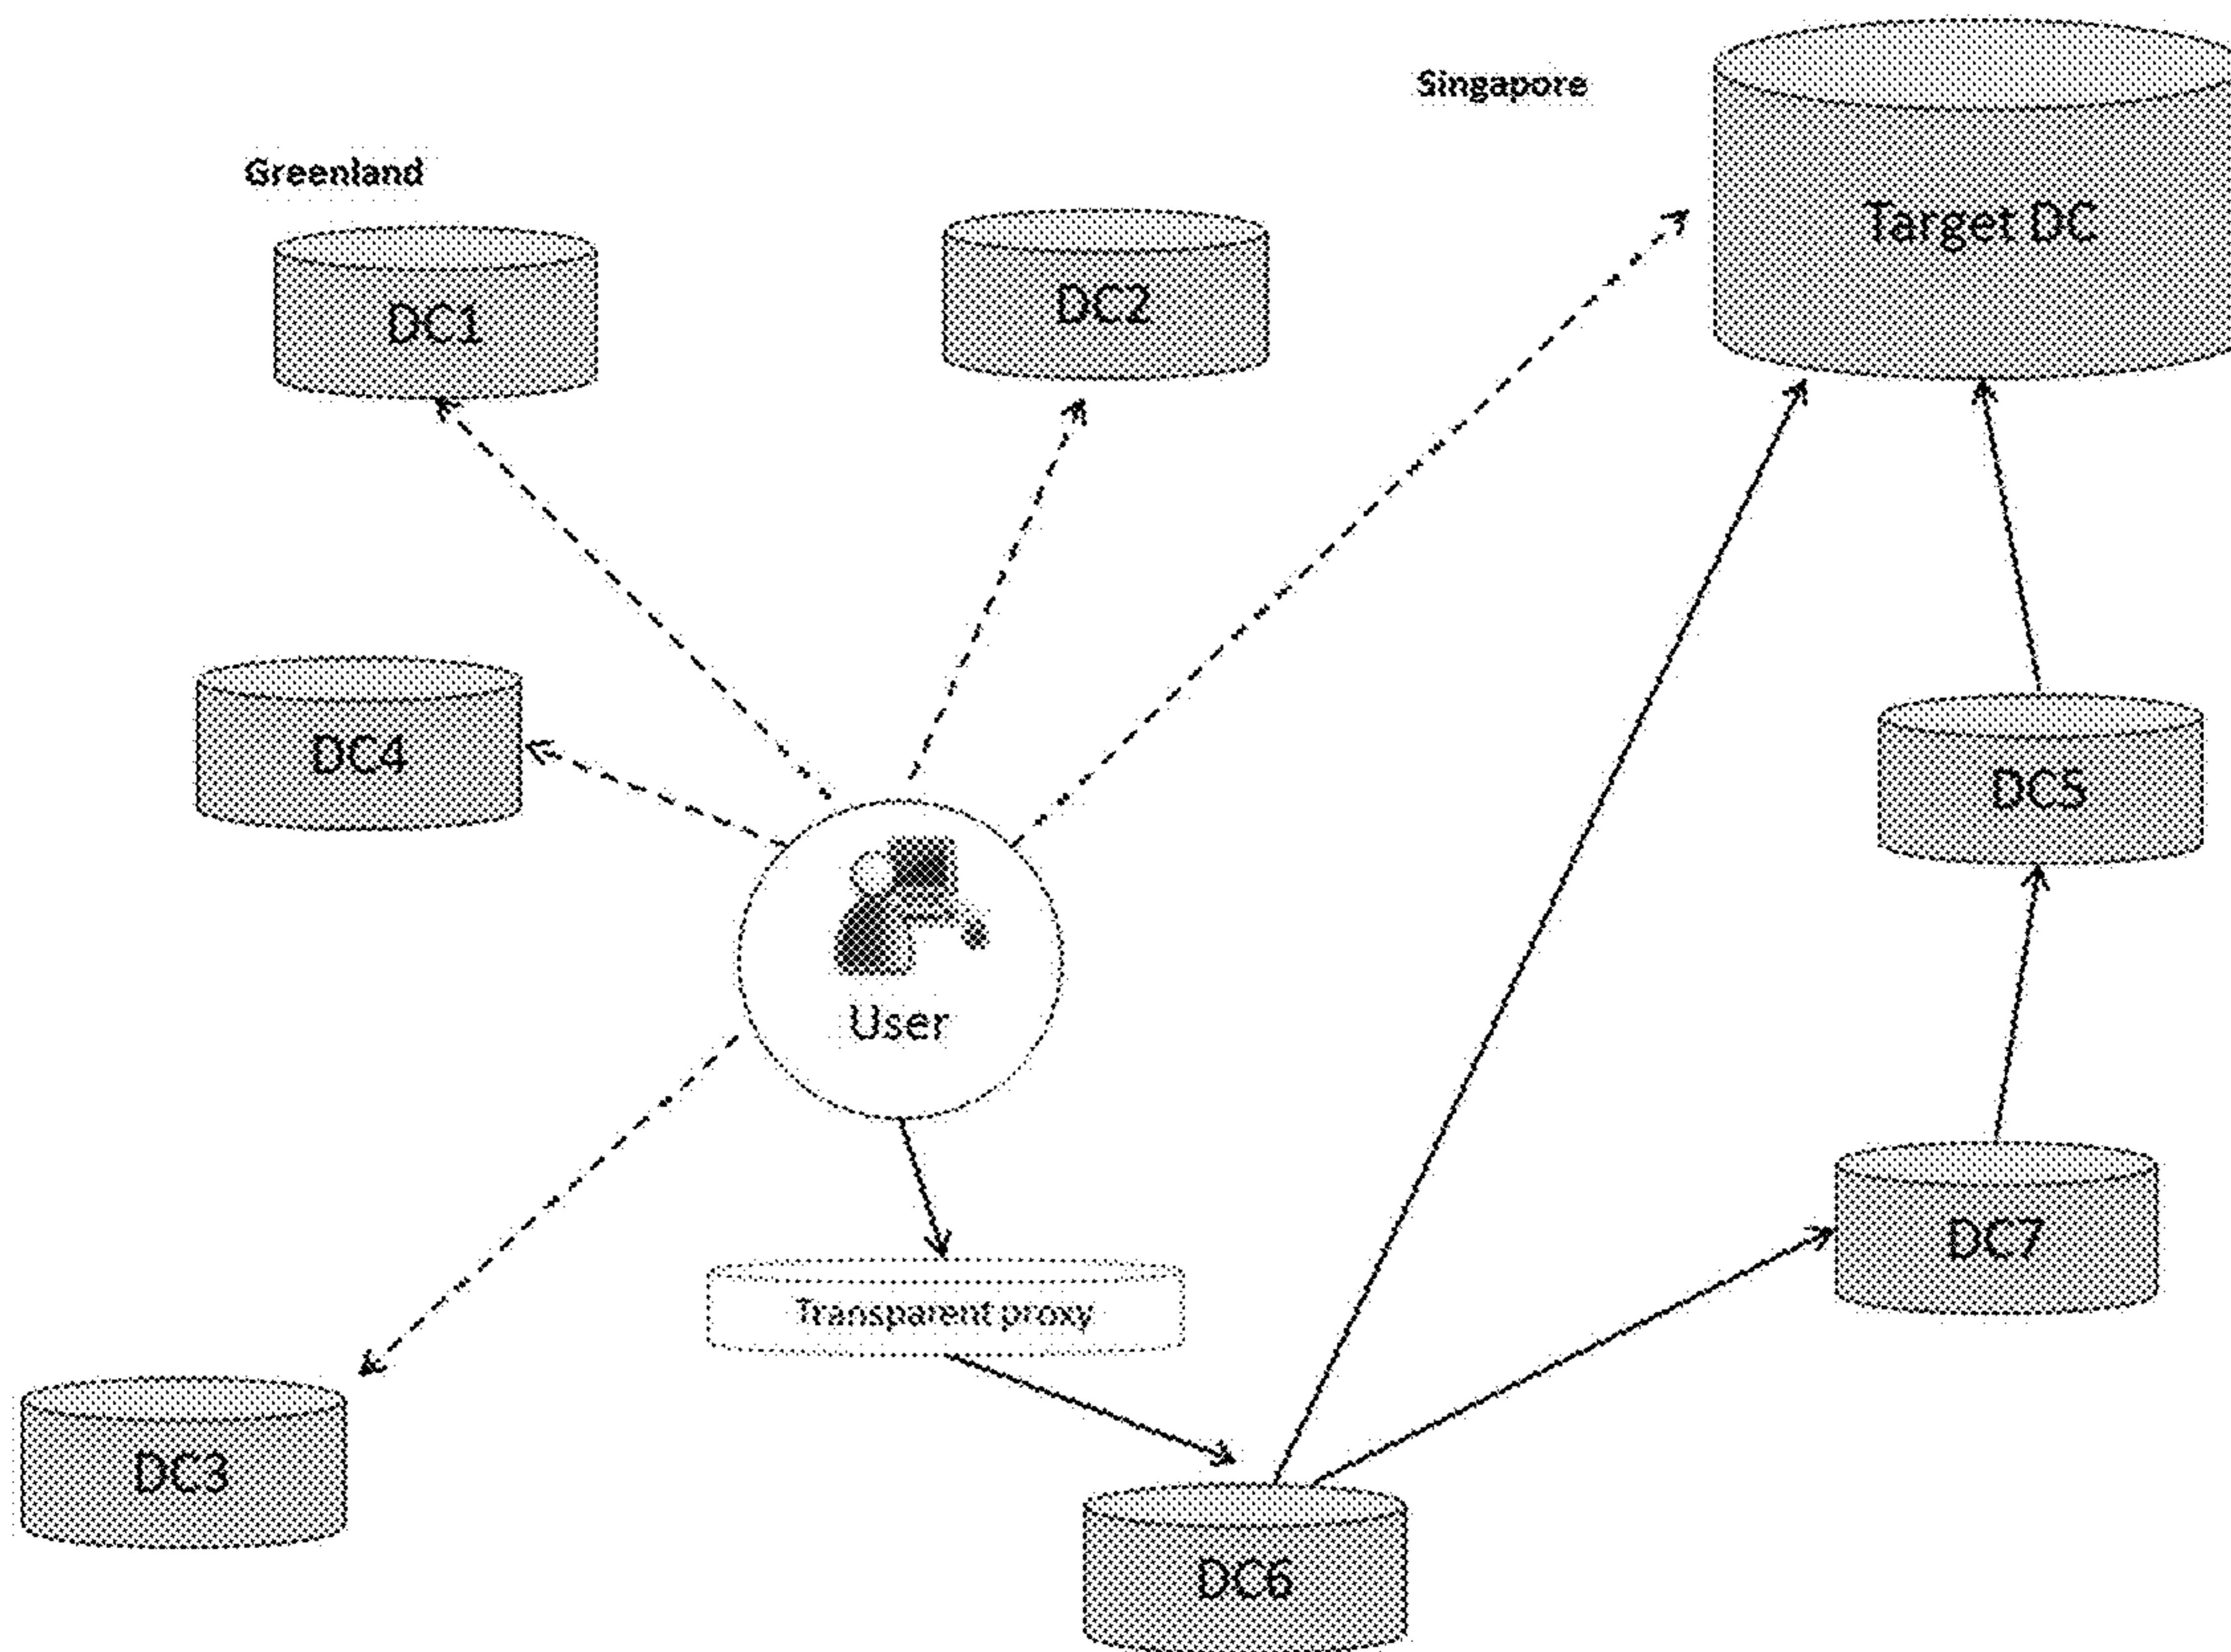 Singapore
Greenland
Target DC
DC1
DC2
DC4
DC5
User
DC7
Transparent proxy
DC3
DC6